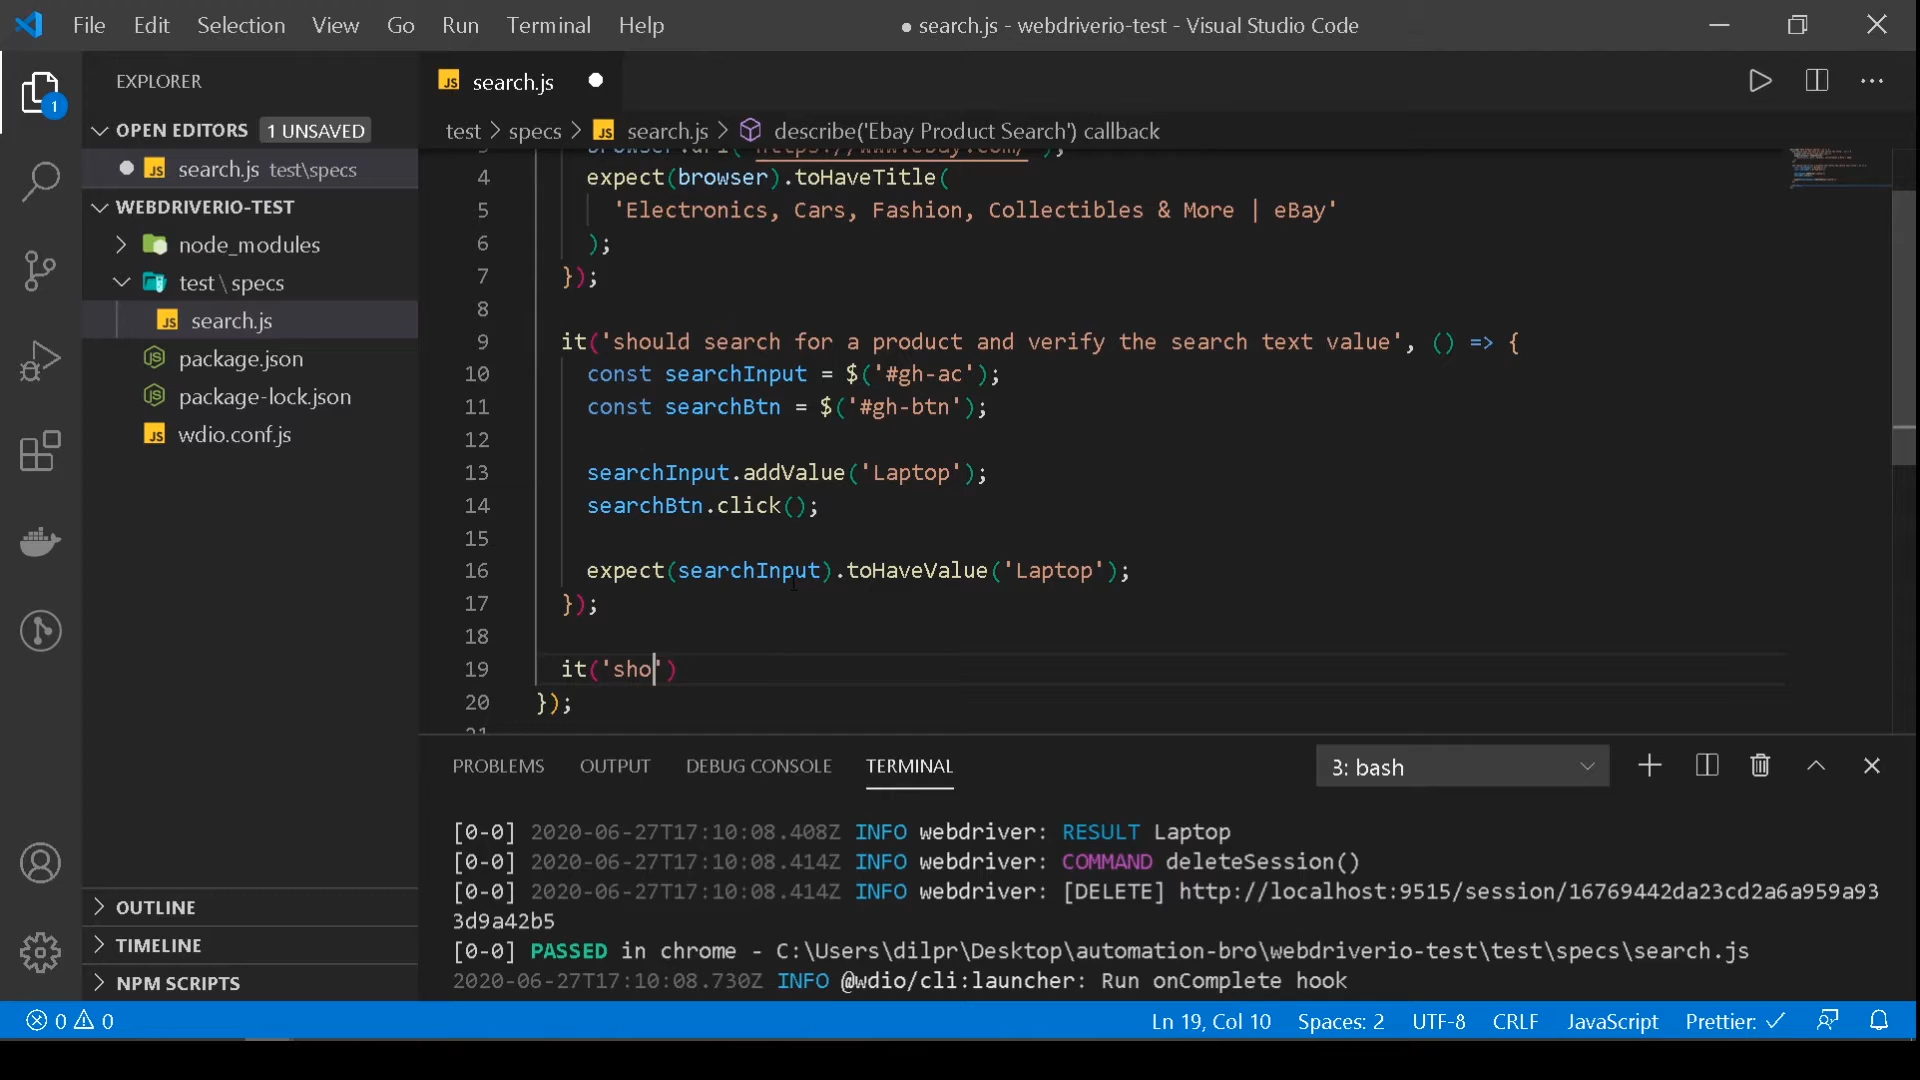 File Edit Selection View Go Run Terminal Help
● search.js - webdriverio-test - Visual Studio Code
1
EXPLORER
OPEN EDITORS 1 UNSAVED
search.js test\specs
WEBDRIVERIO-TEST
node_modules
test \ specs
search.js
package.json
package-lock.json
wdio.conf.js
OUTLINE
TIMELINE
NPM SCRIPTS
search.js
test > specs > search.js > describe('Ebay Product Search') callback
3 browser.url('https://www.ebay.com/');
4 expect(browser).toHaveTitle(
5 'Electronics, Cars, Fashion, Collectibles & More | eBay'
6 );
7 });
8
9 it('should search for a product and verify the search text value', () => {
10 const searchInput = $('#gh-ac');
11 const searchBtn = $('#gh-btn');
12
13 searchInput.addValue('Laptop');
14 searchBtn.click();
15
16 expect(searchInput).toHaveValue('Laptop');
17 });
18
19 it('sho')
20 });
21
PROBLEMS OUTPUT DEBUG CONSOLE TERMINAL 3: bash
[0-0] 2020-06-27T17:10:08.408Z INFO webdriver: RESULT Laptop
[0-0] 2020-06-27T17:10:08.414Z INFO webdriver: COMMAND deleteSession()
[0-0] 2020-06-27T17:10:08.414Z INFO webdriver: [DELETE] http://localhost:9515/session/16769442da23cd2a6a959a93
3d9a42b5
[0-0] PASSED in chrome - C:\Users\dilpr\Desktop\automation-bro\webdriverio-test\test\specs\search.js
2020-06-27T17:10:08.730Z INFO @wdio/cli:launcher: Run onComplete hook
0 0 Ln 19, Col 10 Spaces: 2 UTF-8 CRLF JavaScript Prettier: ✓